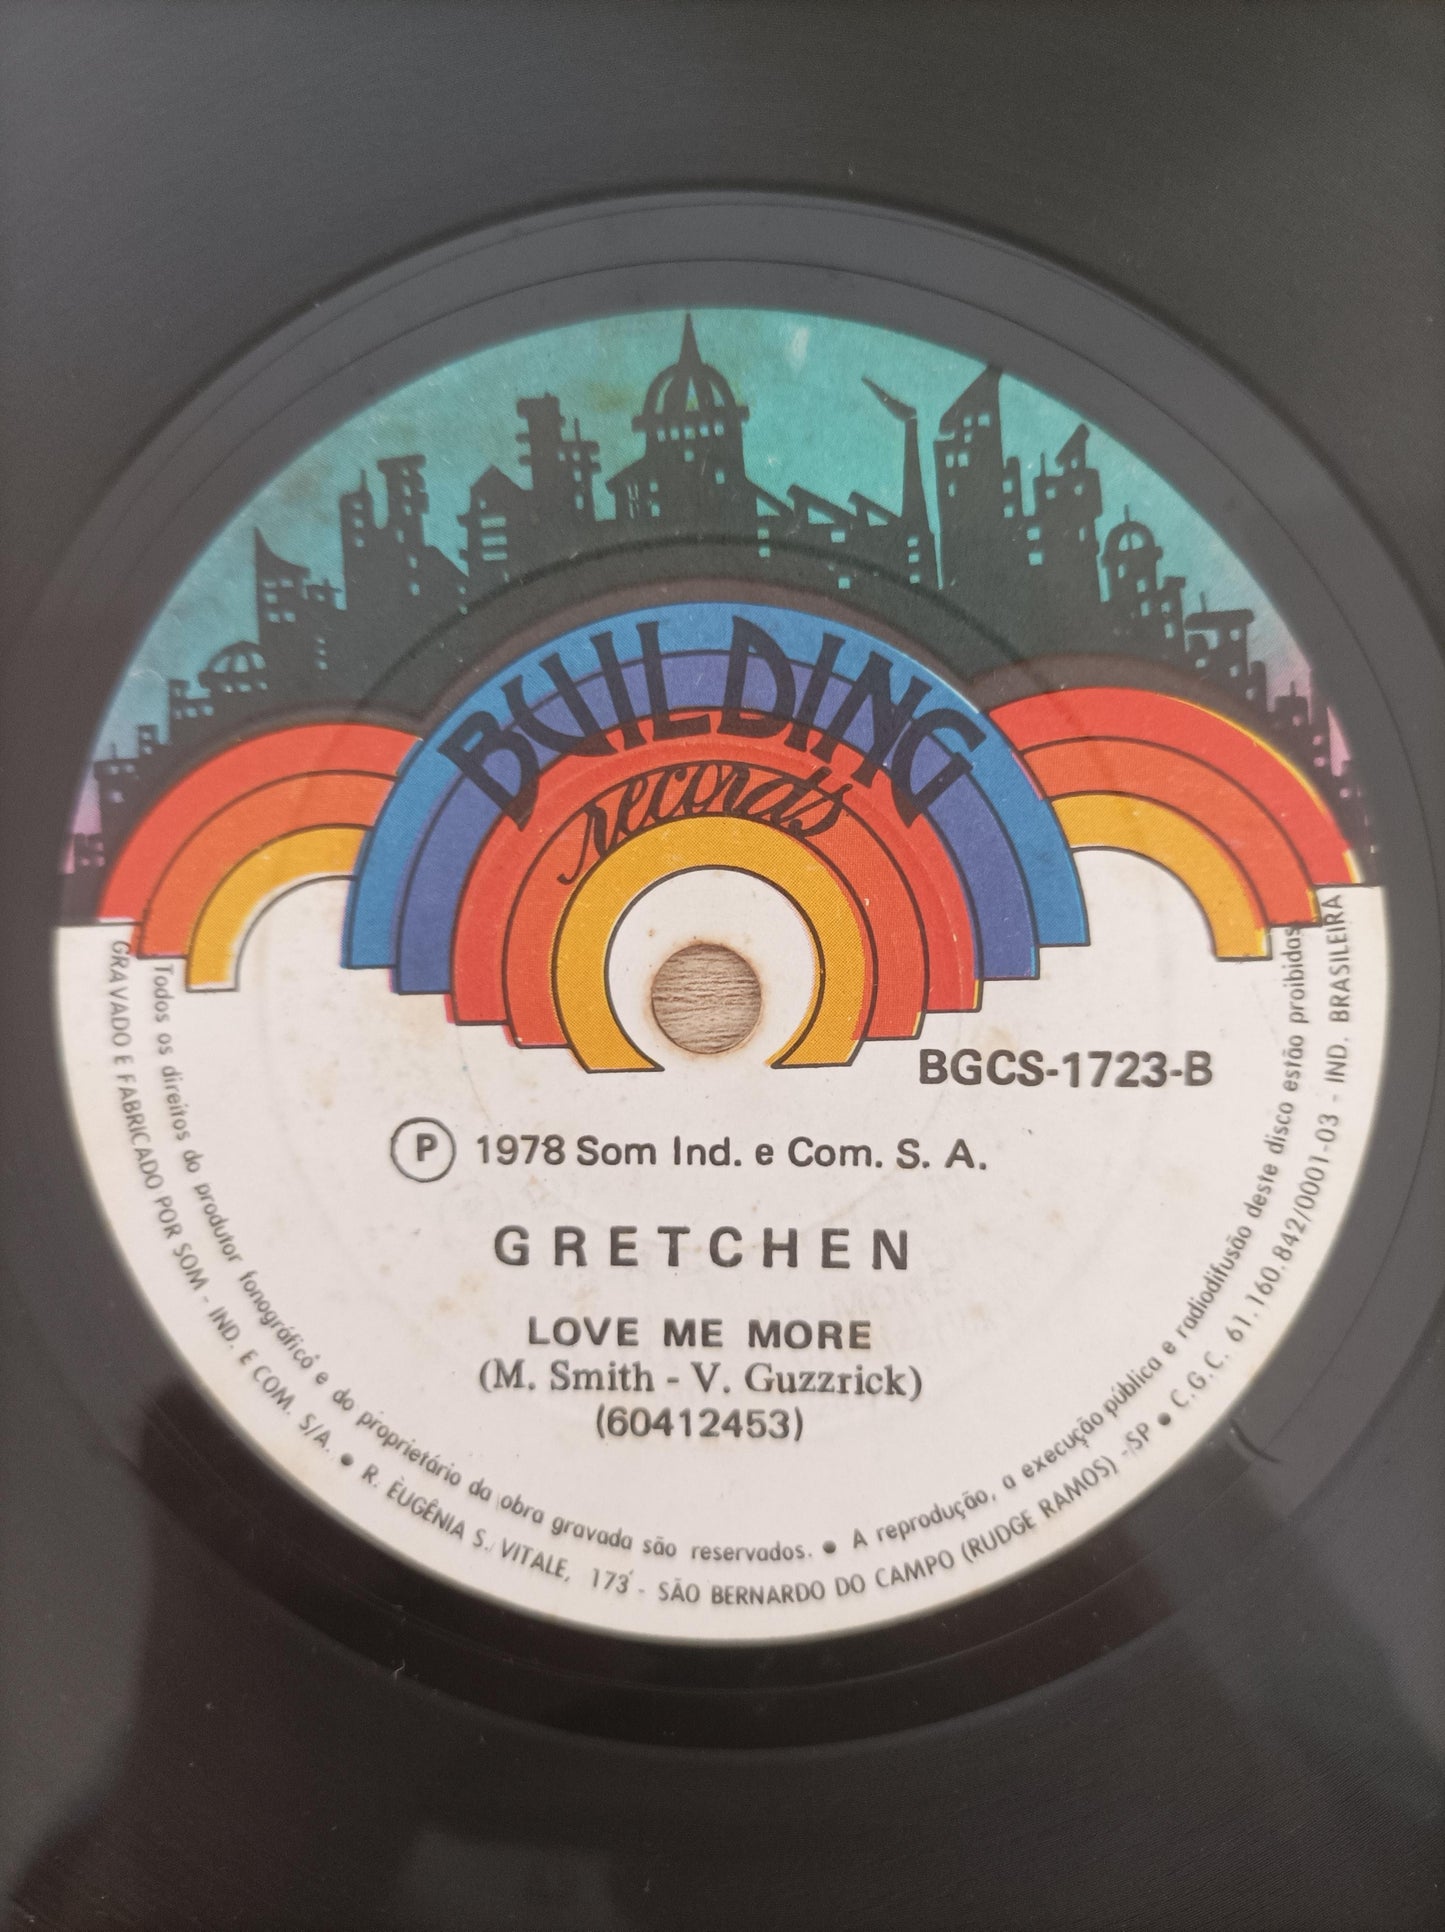 BUILDING
records
BGCS-1723-B
P 1978 Som Ind. e Com. S. A.
GRETCHEN
LOVE ME MORE
(M. Smith - V. Guzzrick)
(60412453)
Todos os direitos do produtor fonográfico e do proprietário da obra gravada são reservados. • A reprodução, a execução pública e radiodifusão deste disco estão proibidas
GRAVADO E FABRICADO POR SOM - IND. E COM. S/A. • R. EUGÊNIA S. VITALE, 173 - SÃO BERNARDO DO CAMPO (RUDGE RAMOS) -SP • C.G.C. 61.160.842/0001-03 - IND. BRASILEIRA